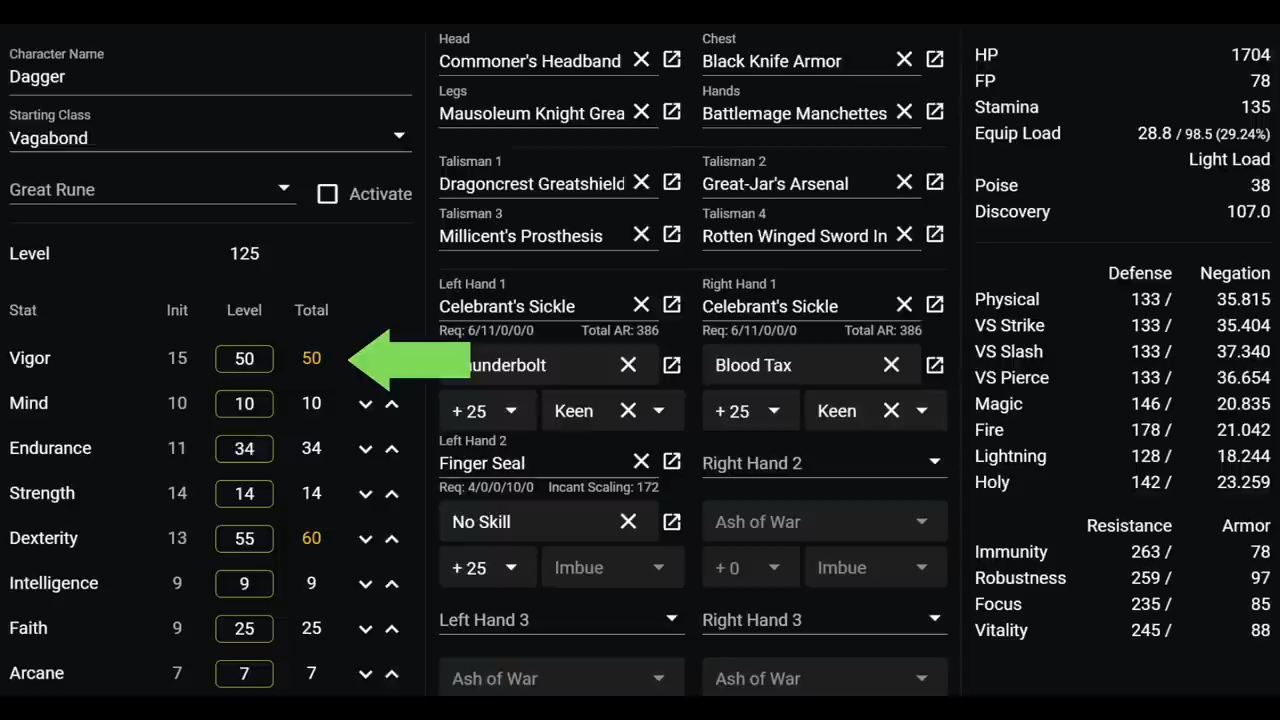 Character Name
Dagger
Starting Class
Vagabond
Great Rune
Activate
Level 125
Stat Init Level Total
Vigor 15 50 50
Mind 10 10 10
Endurance 11 34 34
Strength 14 14 14
Dexterity 13 55 60
Intelligence 9 9 9
Faith 9 25 25
Arcane 7 7 7
Head
Commoner's Headband
Chest
Black Knife Armor
Legs
Mausoleum Knight Grea
Hands
Battlemage Manchettes
Talisman 1
Dragoncrest Greatshield
Talisman 2
Great-Jar's Arsenal
Talisman 3
Millicent's Prosthesis
Talisman 4
Rotten Winged Sword In
Left Hand 1
Celebrant's Sickle
Req: 6/11/0/0/0 Total AR: 386
underbolt
+ 25 Keen
Right Hand 1
Celebrant's Sickle
Req: 6/11/0/0/0 Total AR: 386
Blood Tax
+ 25 Keen
Left Hand 2
Finger Seal
Req: 4/0/0/10/0 Incant Scaling: 172
No Skill
+ 25 Imbue
Right Hand 2
Ash of War
+ 0 Imbue
Left Hand 3
Ash of War
Right Hand 3
Ash of War
HP 1704
FP 78
Stamina 135
Equip Load 28.8 / 98.5 (29.24%)
Light Load
Poise 38
Discovery 107.0
Defense Negation
Physical 133 / 35.815
VS Strike 133 / 35.404
VS Slash 133 / 37.340
VS Pierce 133 / 36.654
Magic 146 / 20.835
Fire 178 / 21.042
Lightning 128 / 18.244
Holy 142 / 23.259
Resistance Armor
Immunity 263 / 78
Robustness 259 / 97
Focus 235 / 85
Vitality 245 / 88